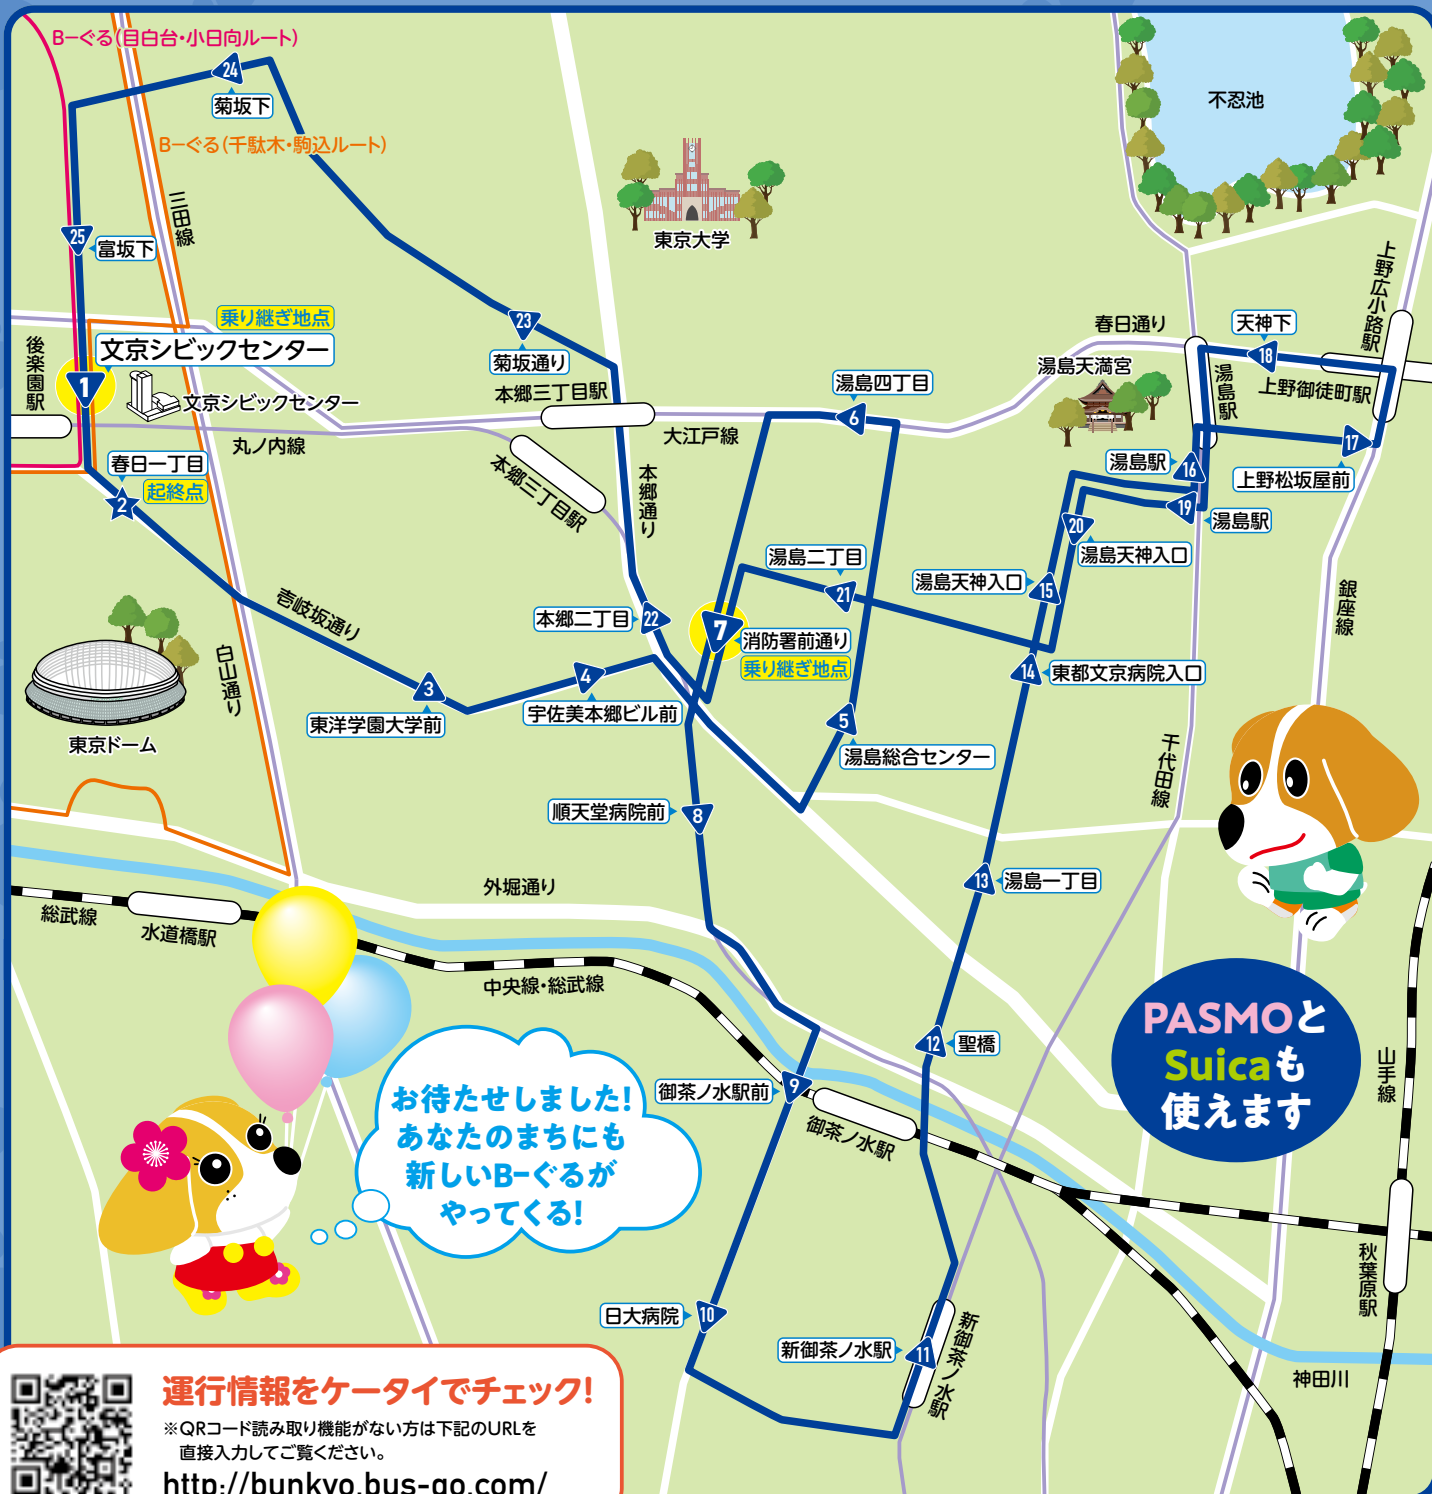 B-ぐる(目白台・小日向ルート)
24
菊坂下
B-ぐる(千駄木・駒込ルート)
不忍池
三田線
東京大学
25
富坂下
上野広小路駅
乗り継ぎ地点
文京シビックセンター
後楽園駅
1
文京シビックセンター
23
菊坂通り
本郷三丁目駅
春日通り
天神下
18
湯島天満宮
湯島駅
上野御徒町駅
湯島四丁目
6
大江戸線
丸ノ内線
本郷三丁目駅
本郷通り
春日一丁目
起終点
2
湯島駅
16
17
上野松坂屋前
19
湯島駅
20
湯島天神入口
湯島二丁目
21
湯島天神入口
15
銀座線
壱岐坂通り
本郷二丁目
22
7
消防署前通り
乗り継ぎ地点
14
東都文京病院入口
白山通り
3
東洋学園大学前
4
宇佐美本郷ビル前
5
湯島総合センター
東京ドーム
千代田線
順天堂病院前
8
13
湯島一丁目
外堀通り
総武線
水道橋駅
中央線・総武線
12
聖橋
PASMOと
Suicaも
使えます
山手線
お待たせしました!
あなたのまちにも
新しいB-ぐるが
やってくる!
御茶ノ水駅前
9
御茶ノ水駅
秋葉原駅
日大病院
10
新御茶ノ水駅
11
新御茶ノ水駅
神田川
運行情報をケータイでチェック!
※QRコード読み取り機能がない方は下記のURLを
直接入力してご覧ください。
http://bunkyo.bus-go.com/